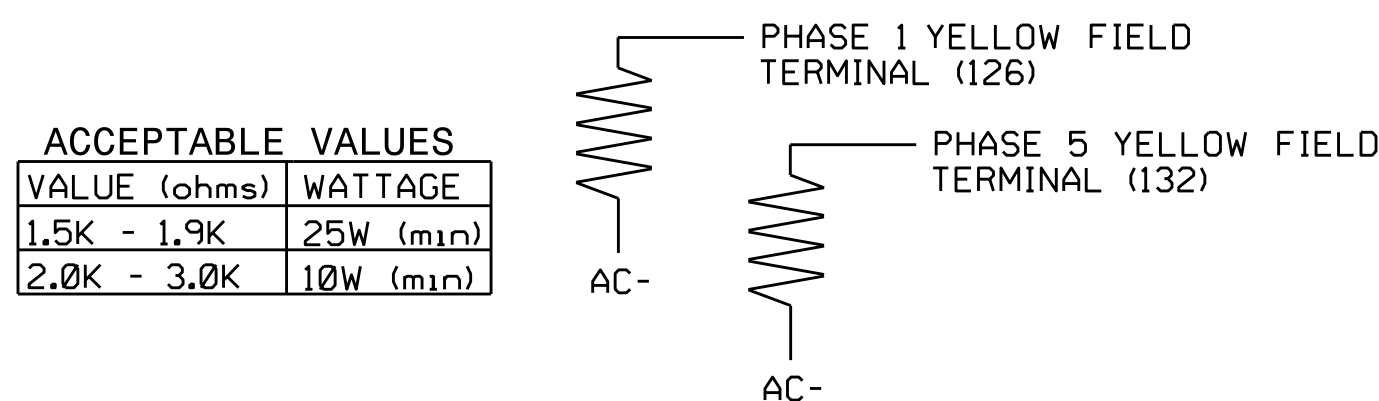 ACCEPTABLE VALUES
VALUE (ohms) WATTAGE
1.5K - 1.9K 25W (min)
2.0K - 3.0K 10W (min)
PHASE 1 YELLOW FIELD
TERMINAL (126)
AC-
PHASE 5 YELLOW FIELD
TERMINAL (132)
AC-